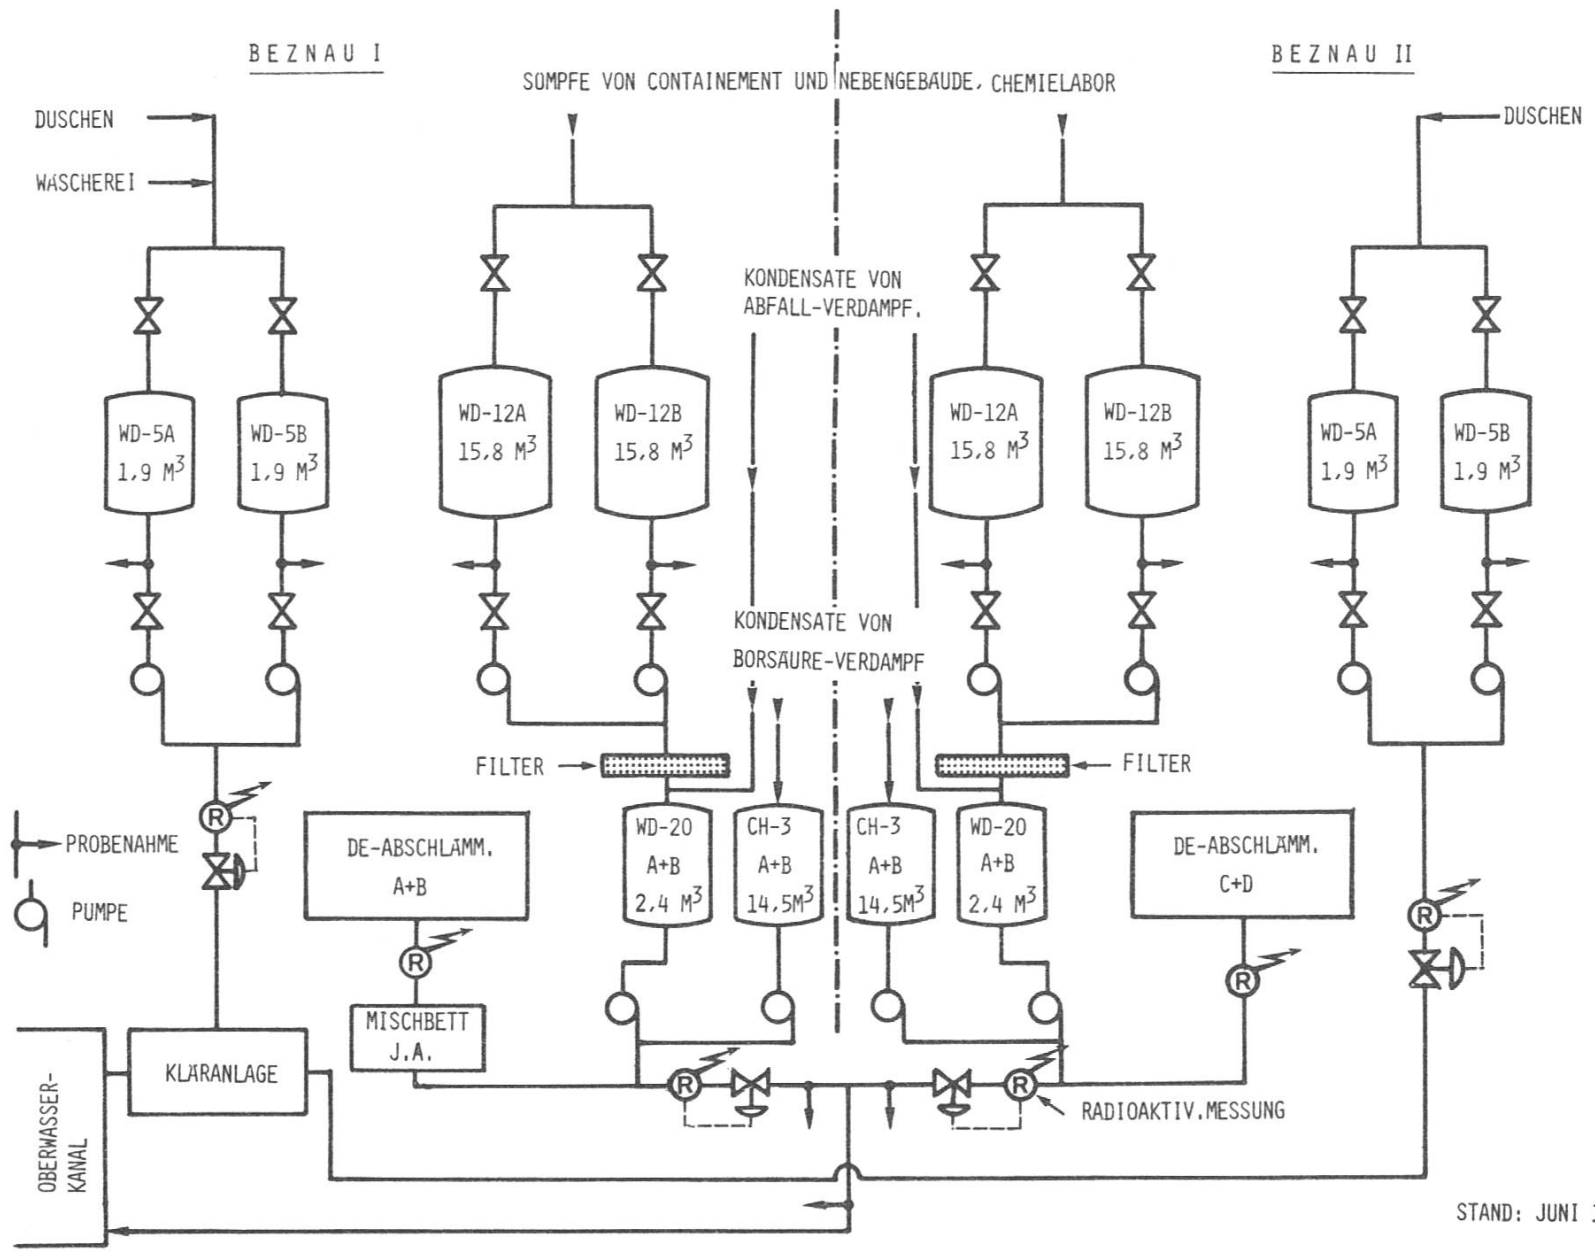 BEZNAU I
BEZNAU II
SÜMPFE VON CONTAINEMENT UND NEBENGEBÄUDE, CHEMIELABOR
DUSCHEN
DUSCHEN
WÄSCHEREI
KONDENSATE VON
ABFALL-VERDAMPF.
WD-5A
1,9 M³
WD-5B
1,9 M³
WD-12A
15,8 M³
WD-12B
15,8 M³
WD-12A
15,8 M³
WD-12B
15,8 M³
WD-5A
1,9 M³
WD-5B
1,9 M³
KONDENSATE VON
BORSÄURE-VERDAMPF
FILTER
FILTER
PROBENAHME
PUMPE
R
DE-ABSCHLÄMM.
A+B
WD-20
A+B
2,4 M³
CH-3
A+B
14,5M³
CH-3
A+B
14,5M³
WD-20
A+B
2,4 M³
DE-ABSCHLÄMM.
C+D
R
R
R
MISCHBETT
J.A.
KLÄRANLAGE
OBERWASSER-
KANAL
R
R
RADIOAKTIV.MESSUNG
STAND: JUNI